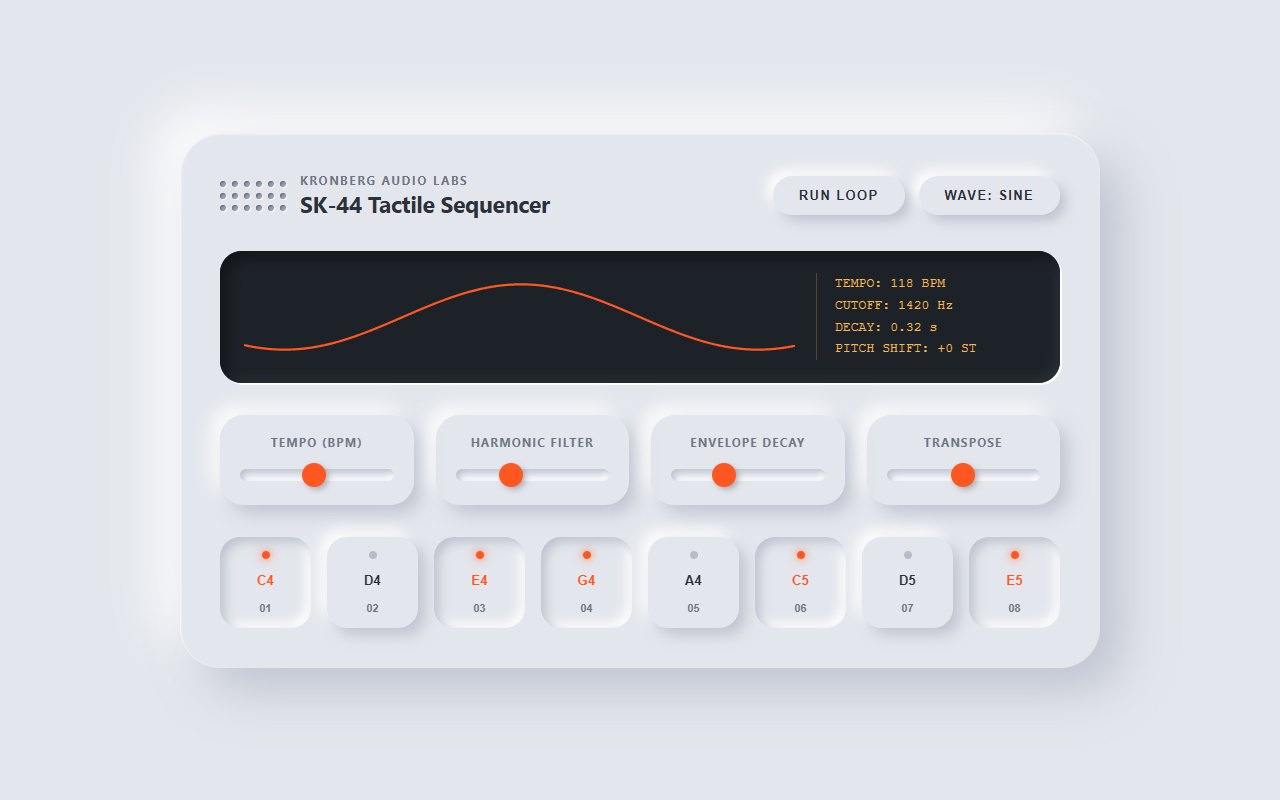 KRONBERG AUDIO LABS
SK-44 Tactile Sequencer
RUN LOOP
WAVE: SINE
TEMPO: 118 BPM
CUTOFF: 1420 Hz
DECAY: 0.32 s
PITCH SHIFT: +0 ST
TEMPO (BPM)
HARMONIC FILTER
ENVELOPE DECAY
TRANSPOSE
C4
01
D4
02
E4
03
G4
04
A4
05
C5
06
D5
07
E5
08